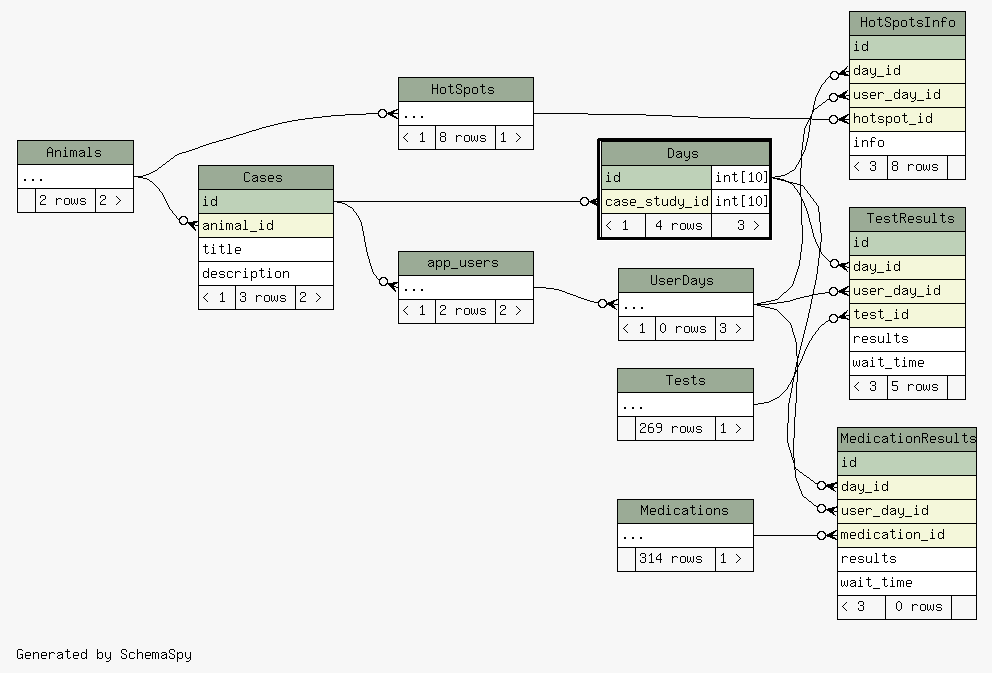 HotSpotsInfo
id
day_id
user_day_id
hotspot_id
info
< 3 8 rows
HotSpots
...
< 1 8 rows 1 >
Animals
...
2 rows 2 >
Cases
id
animal_id
title
description
< 1 3 rows 2 >
Days
id int[10]
case_study_id int[10]
< 1 4 rows 3 >
app_users
...
< 1 2 rows 2 >
UserDays
...
< 1 0 rows 3 >
TestResults
id
day_id
user_day_id
test_id
results
wait_time
< 3 5 rows
Tests
...
269 rows 1 >
MedicationResults
id
day_id
user_day_id
medication_id
results
wait_time
< 3 0 rows
Medications
...
314 rows 1 >
Generated by SchemaSpy